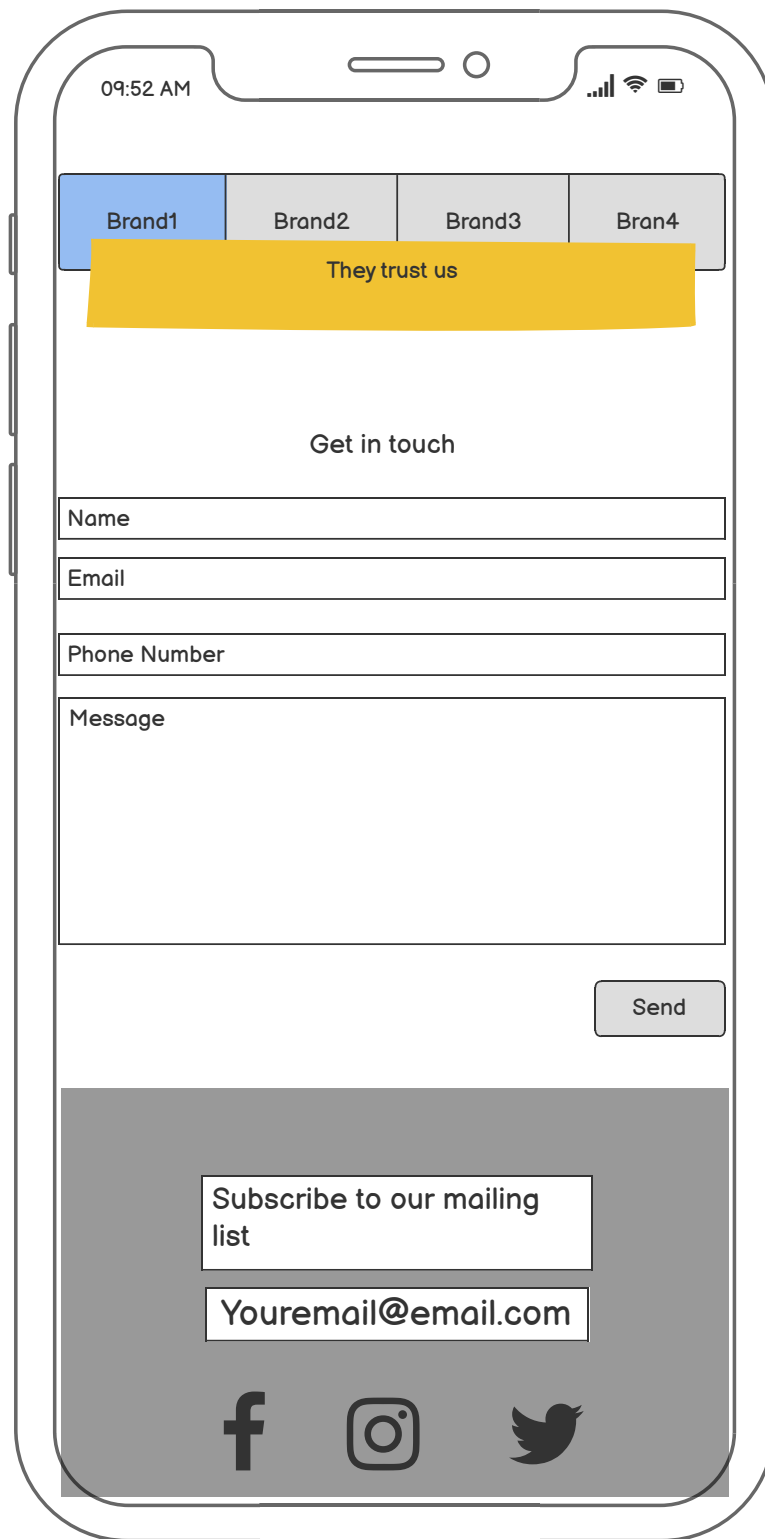 09:52 AM
Brand1 Brand2 Brand3 Bran4
They trust us
Get in touch
Name
Email
Phone Number
Message
Send
Subscribe to our mailing
list
Youremail@email.com